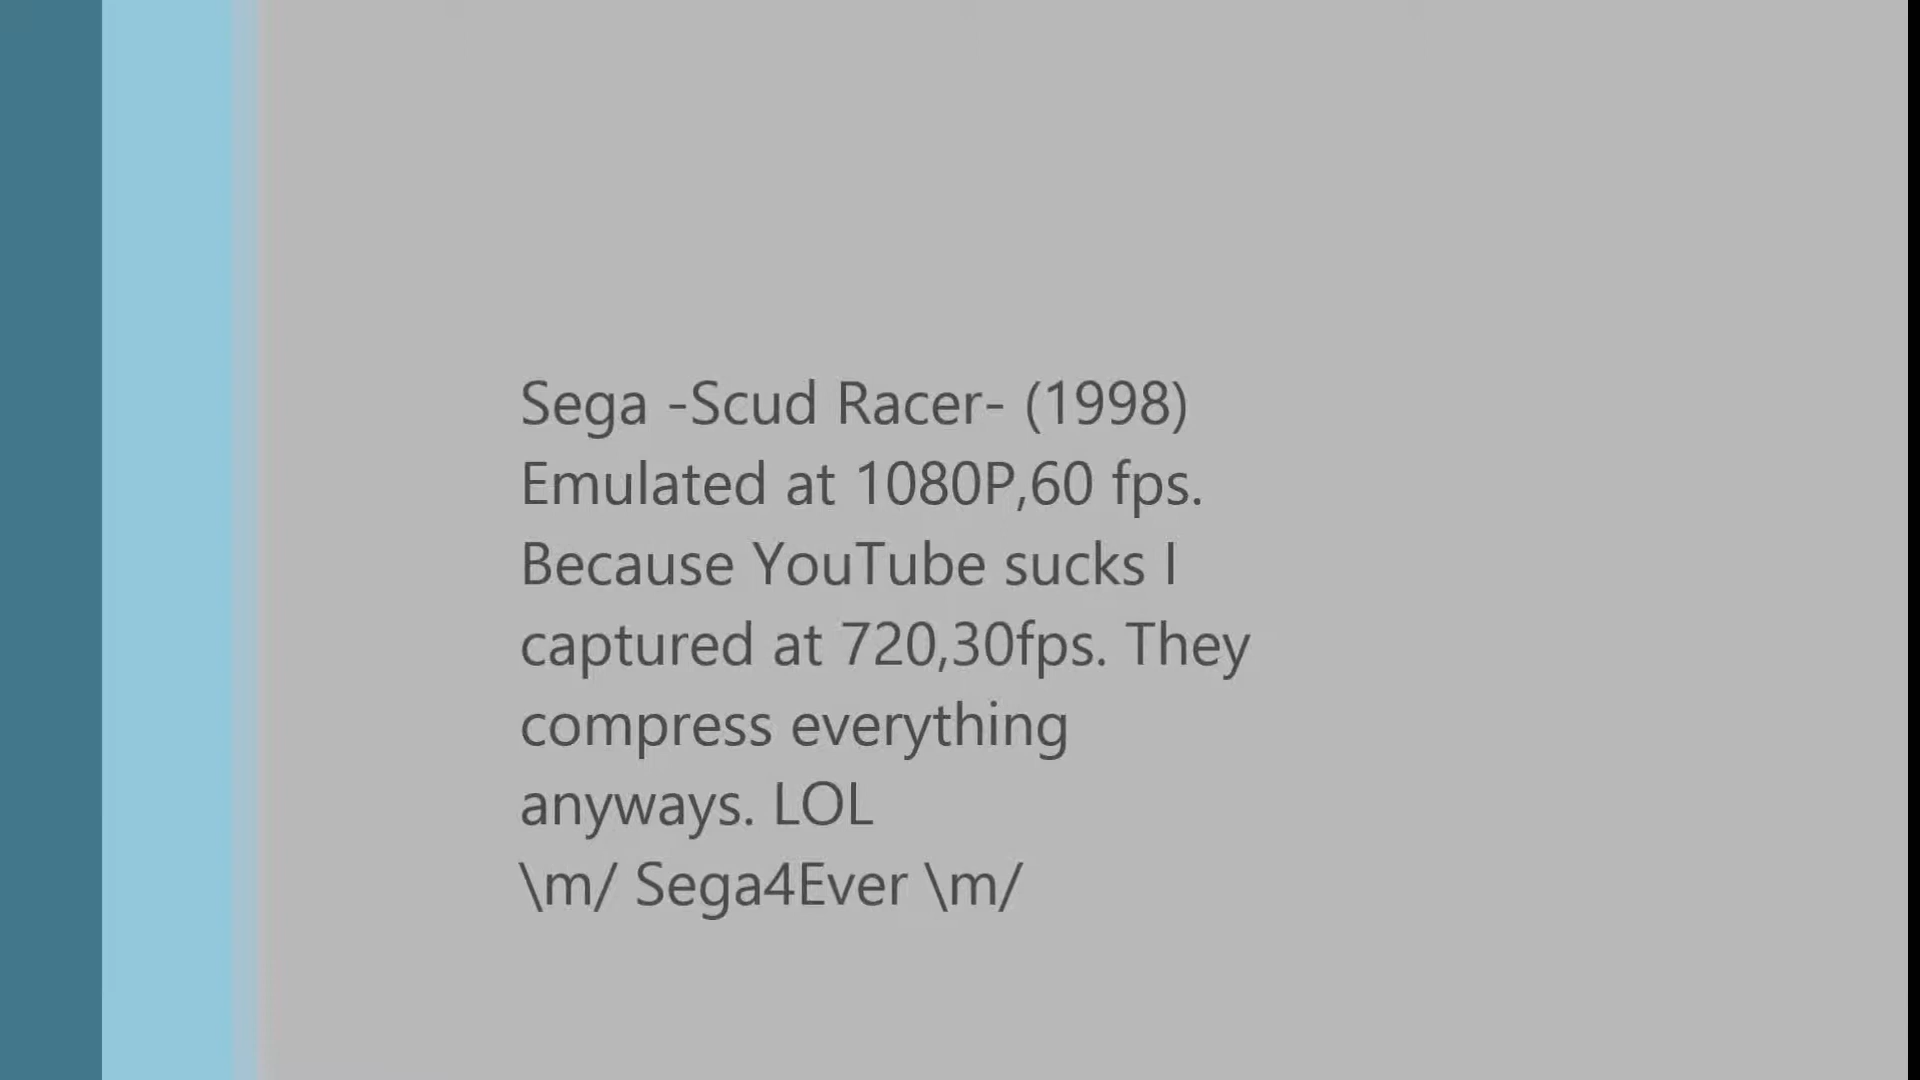 Sega -Scud Racer- (1998)
Emulated at 1080P,60 fps.
Because YouTube sucks I
captured at 720,30fps. They
compress everything
anyways. LOL
\m/ Sega4Ever \m/